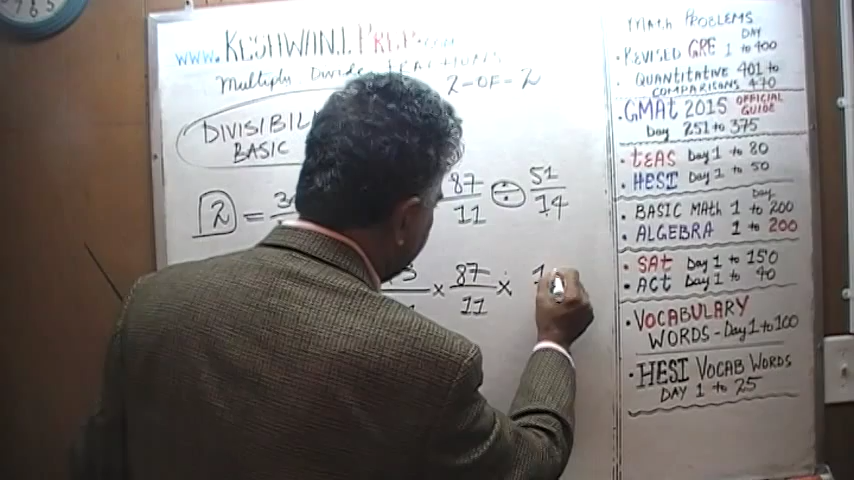 www. KESHWANI PREP.com
Multiply Divide FRACTIONS
2-OF-2
BASIC
2 =
87/11 ÷ 51/14
× 87/11 ×
MATH PROBLEMS
DAY
• REVISED GRE 1 to 400
• QUANTITATIVE 401 to
COMPARISONS 470
• GMAT 2015 OFFICIAL GUIDE
Day 251 to 375
• TEAS Day 1 to 80
• HESI Day 1 to 50
Day
• BASIC MATH 1 to 200
• ALGEBRA 1 to 200
• SAT Day 1 to 150
• ACT Day 1 to 90
• VOCABULARY
WORDS - Day 1 to 100
• HESI VOCAB WORDS
DAY 1 to 25